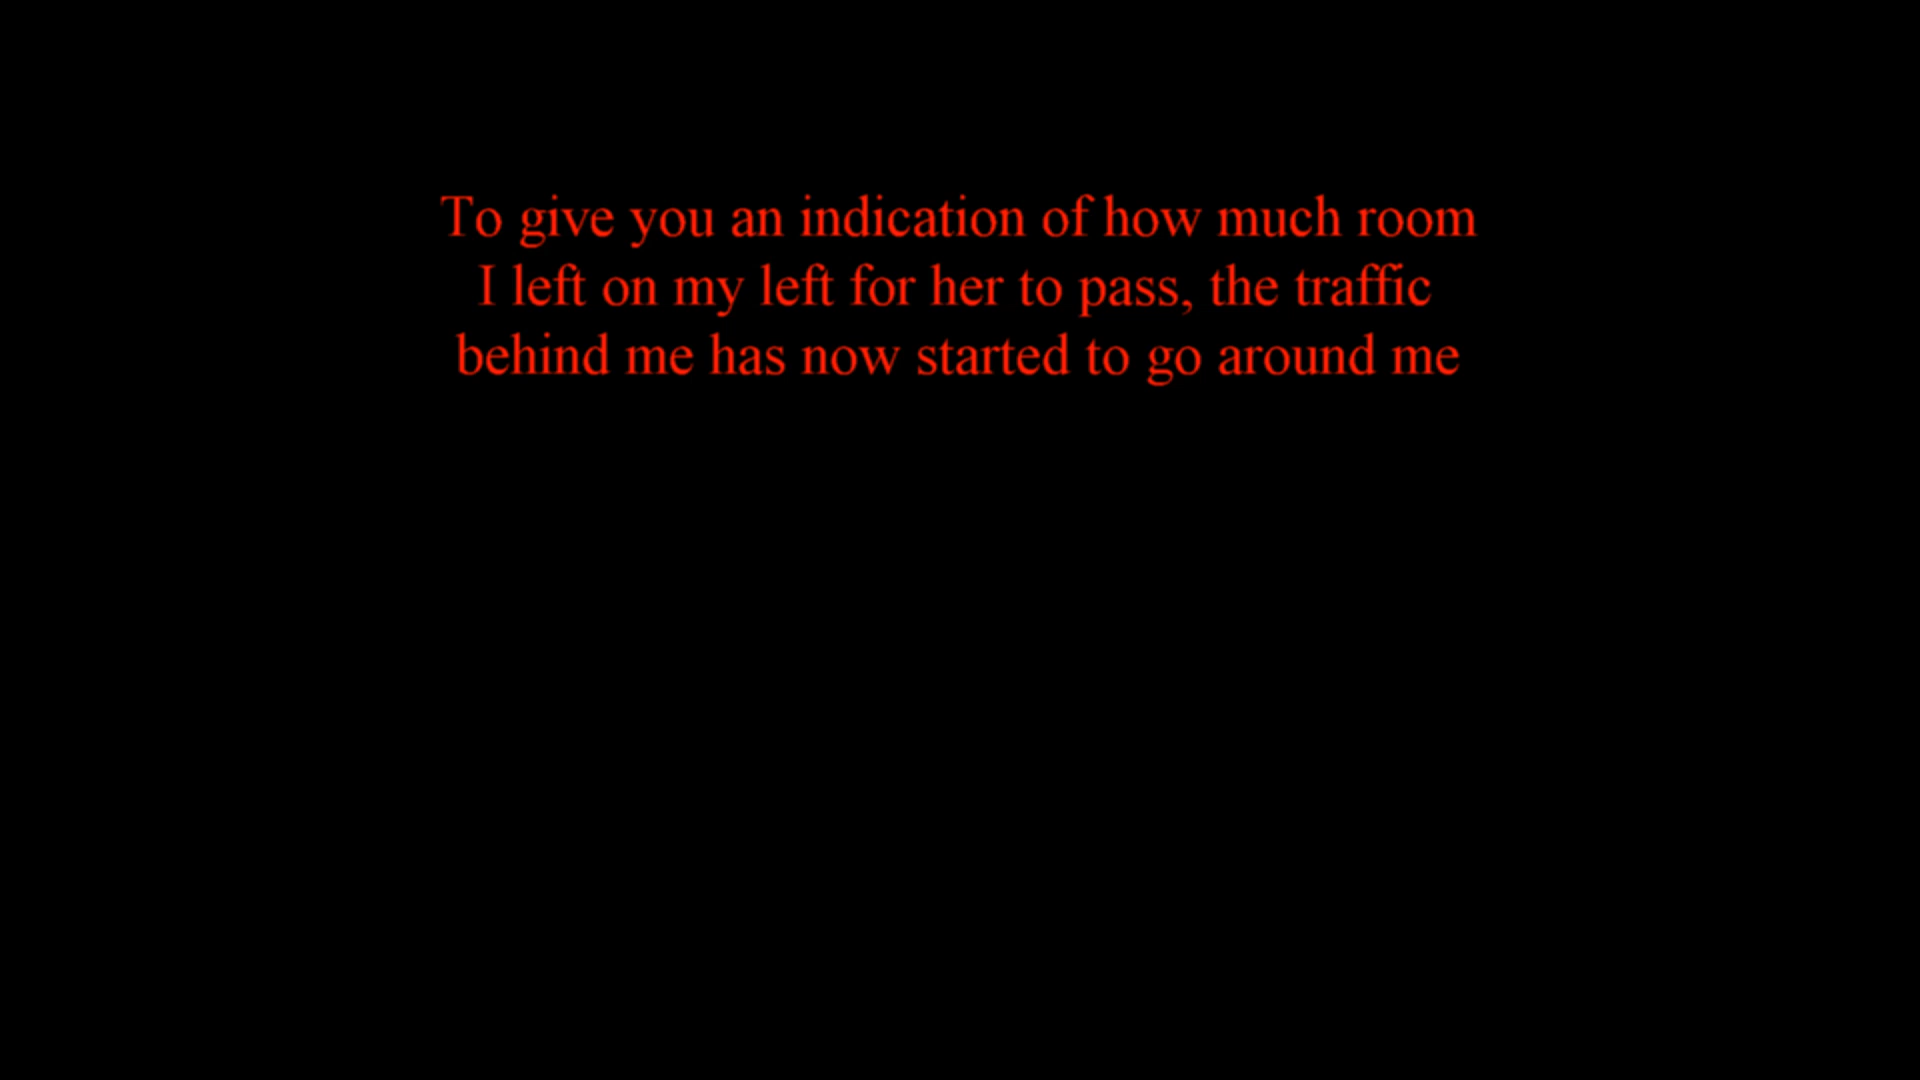 To give you an indication of how much room
I left on my left for her to pass, the traffic
behind me has now started to go around me